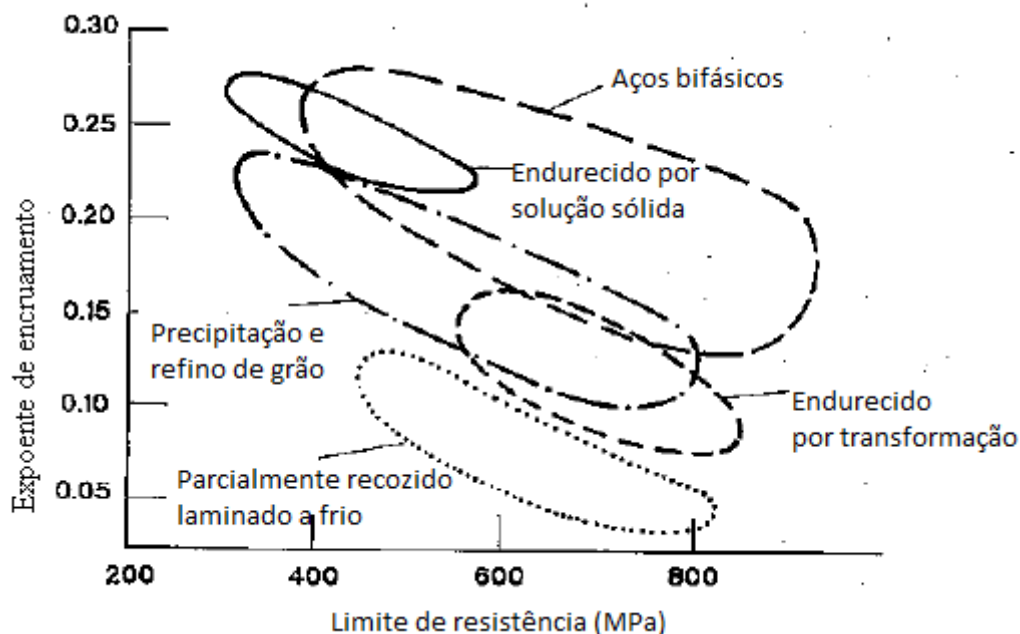 0.30
Aços bifásicos
0.25
Endurecido por
solução sólida
0.20
Expoente de encruamento
0.15
Precipitação e
refino de grão
0.10
Endurecido
por transformação
0.05
Parcialmente recozido
laminado a frio
200 400 600 800
Limite de resistência (MPa)